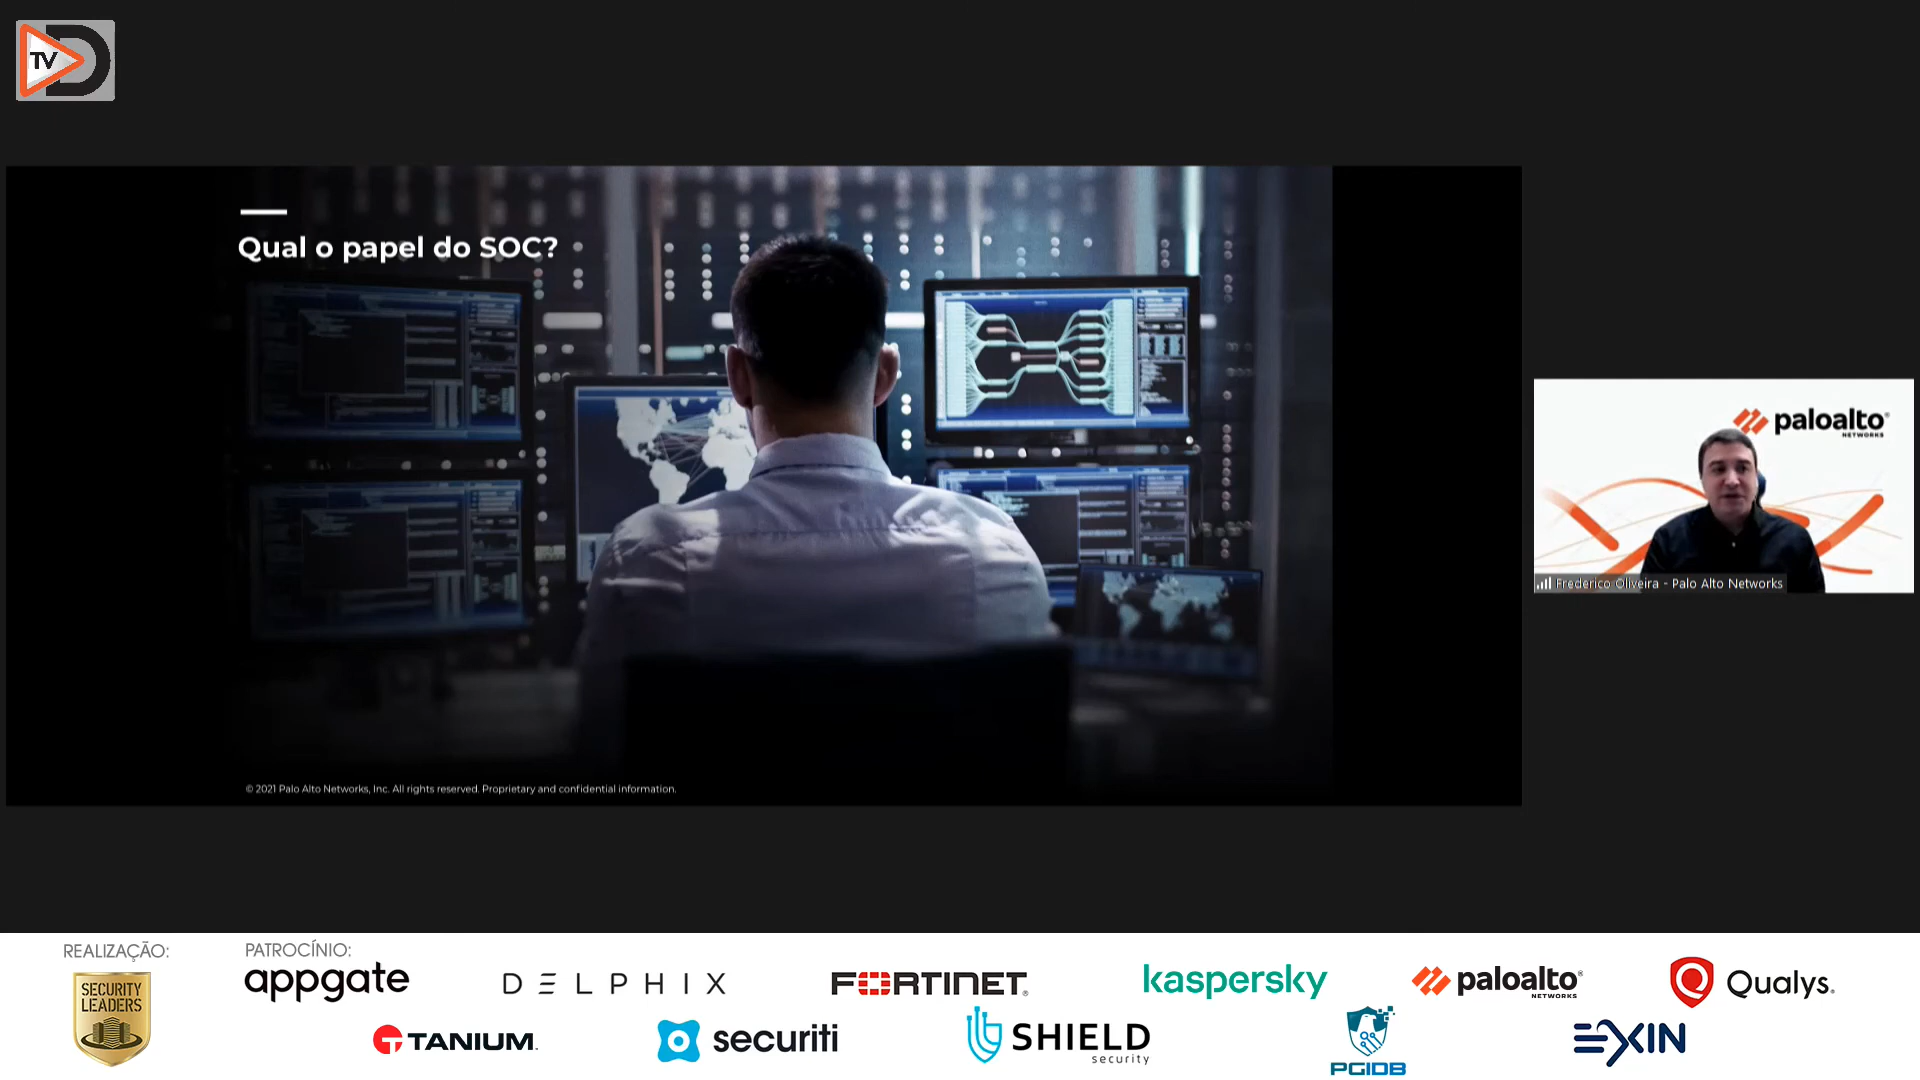 TV
Qual o papel do SOC?
© 2021 Palo Alto Networks, Inc. All rights reserved. Proprietary and confidential information.
paloalto
NETWORKS
Frederico Oliveira - Palo Alto Networks
REALIZAÇÃO:
SECURITY
LEADERS
PATROCÍNIO:
appgate
DELPHIX
FORTINET
kaspersky
paloalto
NETWORKS
Qualys.
TANIUM
securiti
SHIELD
security
PGIDB
EXIN